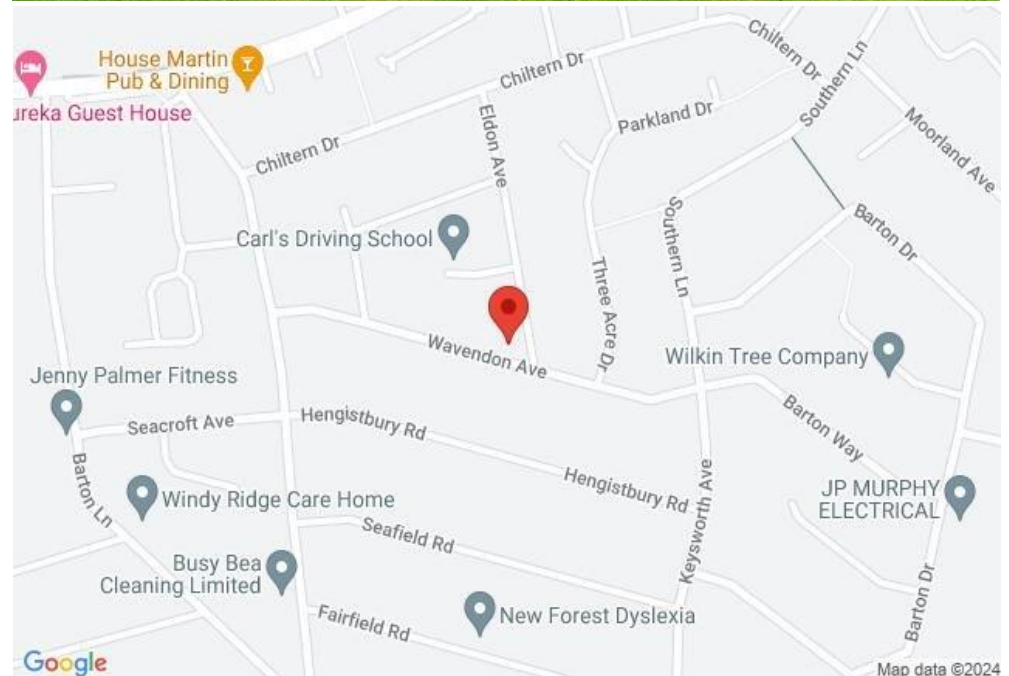 House Martin
Pub & Dining
ureka Guest House
Chiltern Dr
Chiltern Dr
Chiltern Dr
Eldon Ave
Parkland Dr
Southern Ln
Moorland Ave
Carl's Driving School
Southern Ln
Barton Dr
Three Acre Dr
Wavendon Ave
Wilkin Tree Company
Jenny Palmer Fitness
Seacroft Ave
Hengistbury Rd
Barton Way
Hengistbury Rd
Barton Ln
Windy Ridge Care Home
Keysworth Ave
JP MURPHY
ELECTRICAL
Seafield Rd
Busy Bea
Cleaning Limited
Fairfield Rd
New Forest Dyslexia
Barton Dr
Google
Map data ©2024